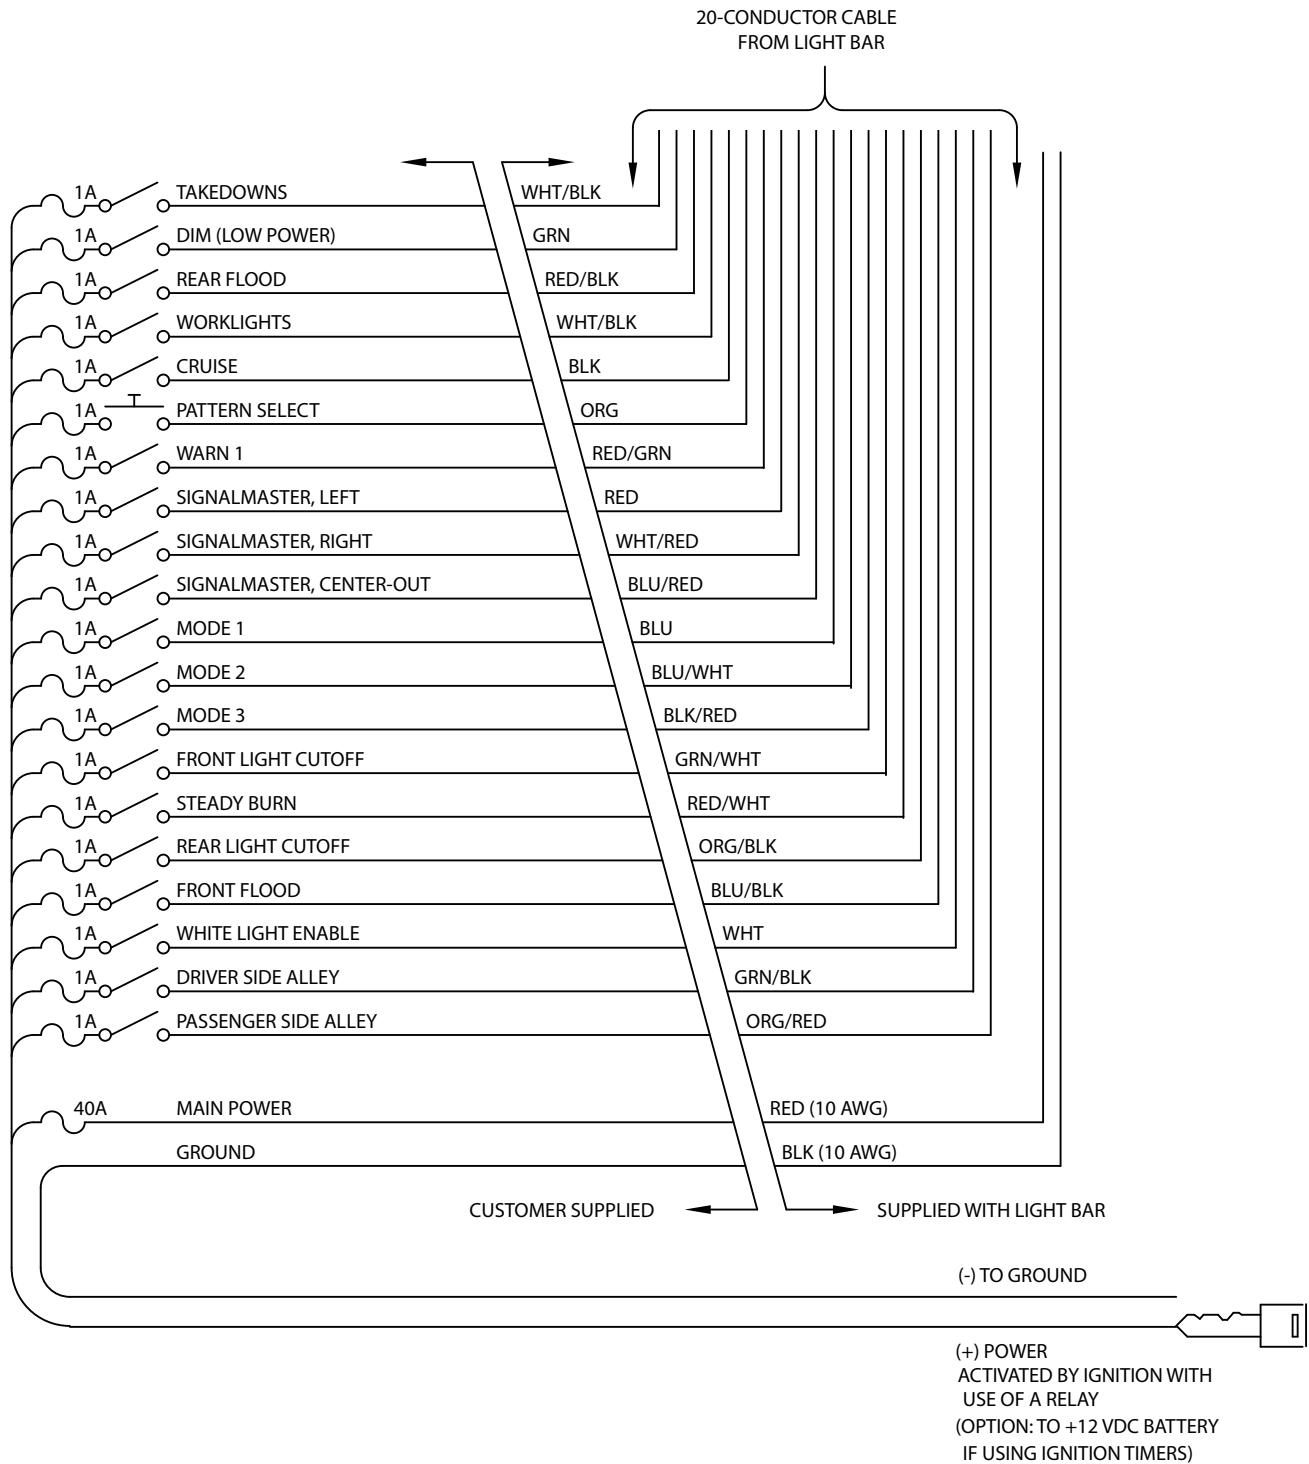 20-CONDUCTOR CABLE
FROM LIGHT BAR
1A TAKEDOWNS WHT/BLK
1A DIM (LOW POWER) GRN
1A REAR FLOOD RED/BLK
1A WORKLIGHTS WHT/BLK
1A CRUISE BLK
1A PATTERN SELECT ORG
1A WARN 1 RED/GRN
1A SIGNALMASTER, LEFT RED
1A SIGNALMASTER, RIGHT WHT/RED
1A SIGNALMASTER, CENTER-OUT BLU/RED
1A MODE 1 BLU
1A MODE 2 BLU/WHT
1A MODE 3 BLK/RED
1A FRONT LIGHT CUTOFF GRN/WHT
1A STEADY BURN RED/WHT
1A REAR LIGHT CUTOFF ORG/BLK
1A FRONT FLOOD BLU/BLK
1A WHITE LIGHT ENABLE WHT
1A DRIVER SIDE ALLEY GRN/BLK
1A PASSENGER SIDE ALLEY ORG/RED
40A MAIN POWER RED (10 AWG)
GROUND BLK (10 AWG)
CUSTOMER SUPPLIED SUPPLIED WITH LIGHT BAR
(-) TO GROUND
(+) POWER
ACTIVATED BY IGNITION WITH
USE OF A RELAY
(OPTION: TO +12 VDC BATTERY
IF USING IGNITION TIMERS)